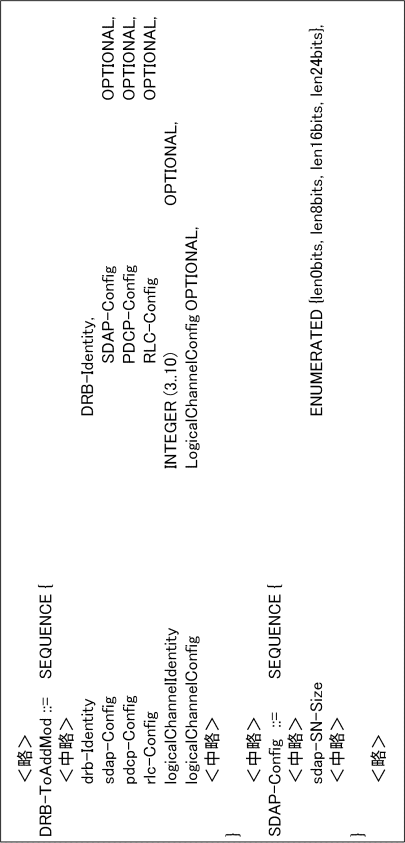 <略>
DRB-ToAddMod ::= SEQUENCE {
<中略>
drb-Identity DRB-Identity,
sdap-Config SDAP-Config OPTIONAL,
pdcp-Config PDCP-Config OPTIONAL,
rlc-Config RLC-Config OPTIONAL,
logicalChannelIdentity INTEGER (3..10) OPTIONAL,
logicalChannelConfig LogicalChannelConfig OPTIONAL,
<中略>
}
<中略>
SDAP-Config ::= SEQUENCE {
<中略>
sdap-SN-Size ENUMERATED {len0bits, len8bits, len16bits, len24bits},
<中略>
}
<略>